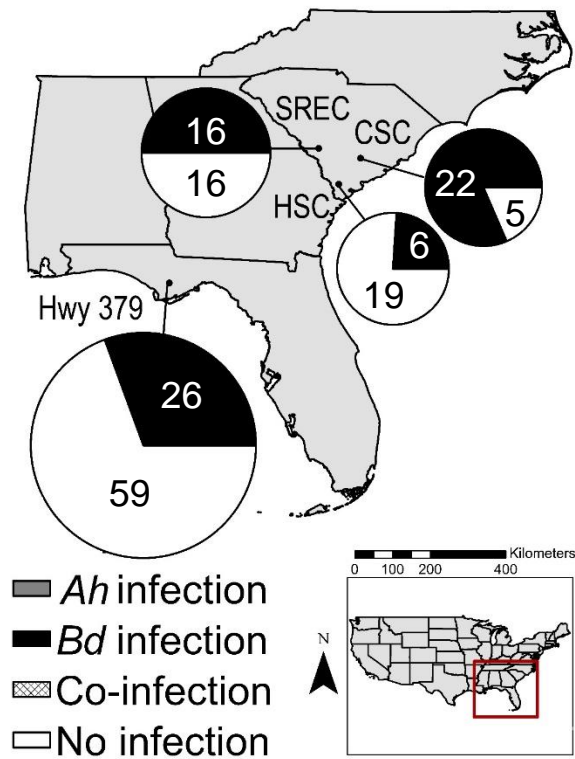 SREC
CSC
16
16
22
5
HSC
6
19
Hwy 379
26
59
Kilometers
0 100 200 400
Ah infection
Bd infection
Co-infection
No infection
N